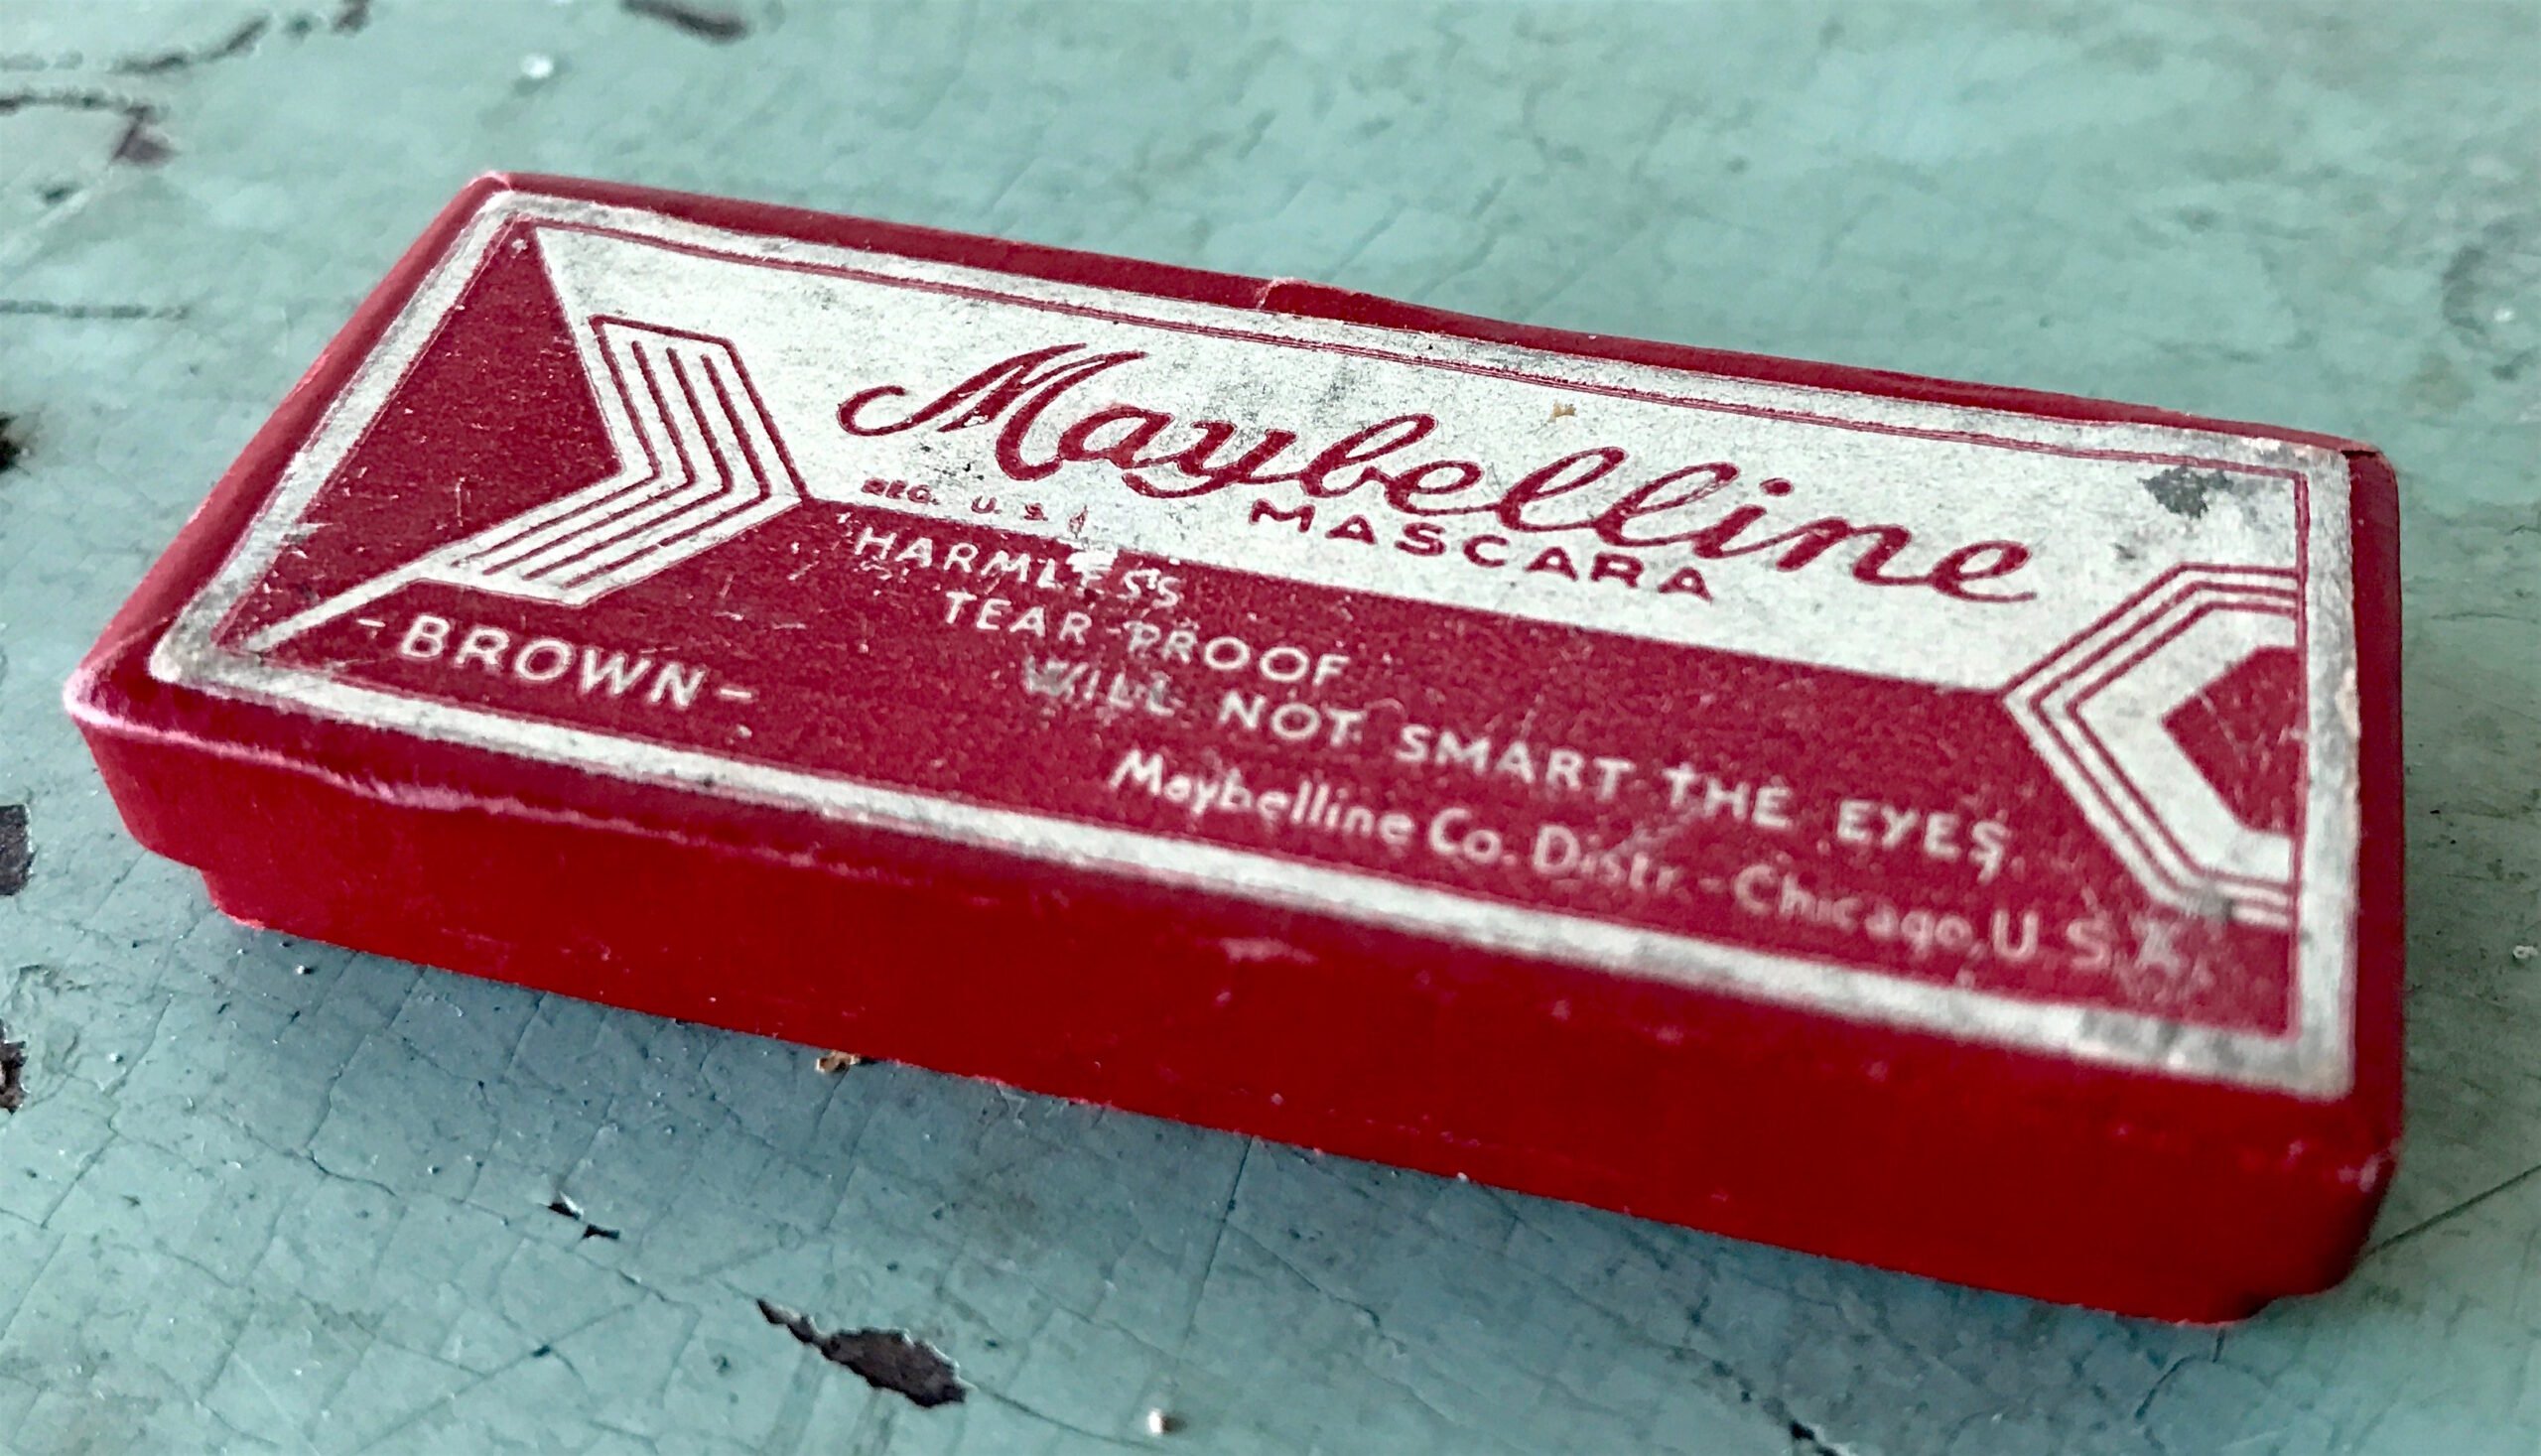 Maybelline
REG. U. S.
MASCARA
HARMLESS
TEAR-PROOF
WILL NOT SMART THE EYES
-BROWN-
Maybelline Co. Distr. - Chicago, U.S.A.